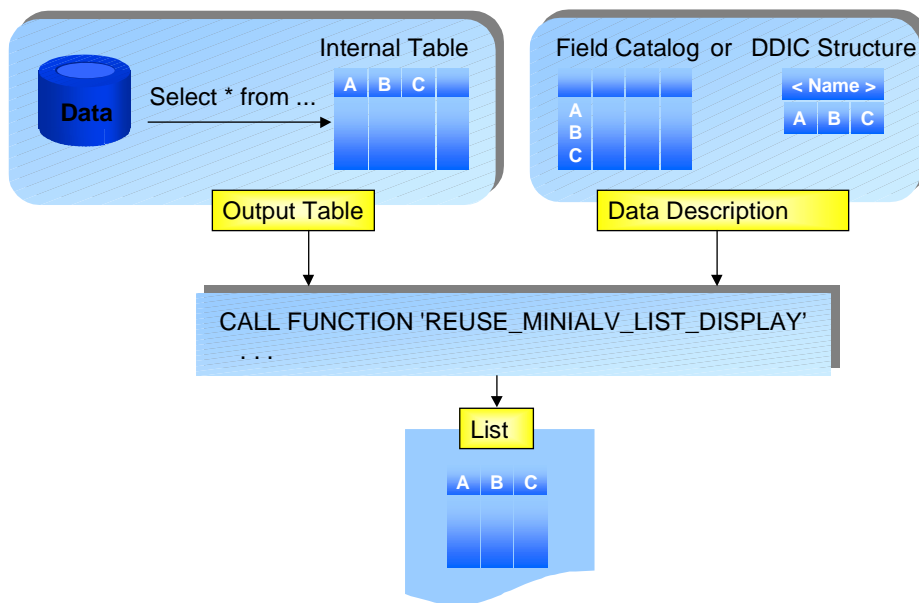 Internal Table
Data
Select * from ...
A B C
Field Catalog or DDIC Structure
A
B
C
< Name >
A B C
Output Table
Data Description
CALL FUNCTION 'REUSE_MINIALV_LIST_DISPLAY’
. . .
List
A B C